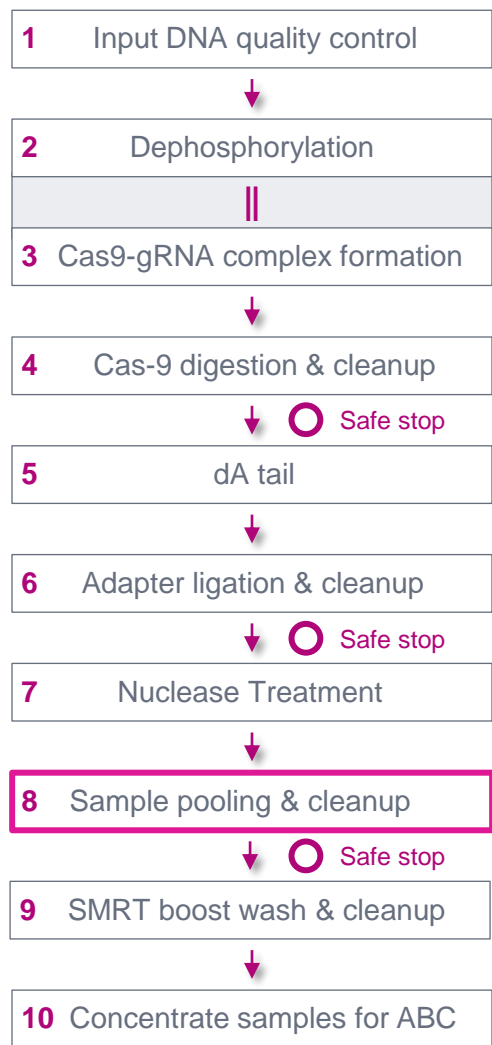 1 Input DNA quality control
2 Dephosphorylation
3 Cas9-gRNA complex formation
4 Cas-9 digestion & cleanup
Safe stop
5 dA tail
6 Adapter ligation & cleanup
Safe stop
7 Nuclease Treatment
8 Sample pooling & cleanup
Safe stop
9 SMRT boost wash & cleanup
10 Concentrate samples for ABC